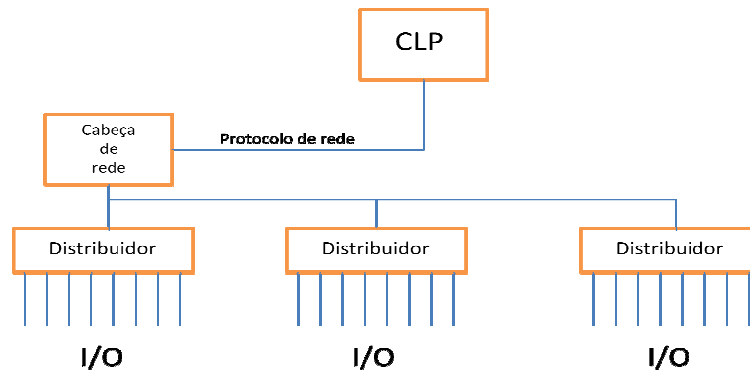 CLP
Cabeça
de
rede
Protocolo de rede
Distribuidor
Distribuidor
Distribuidor
I/O
I/O
I/O